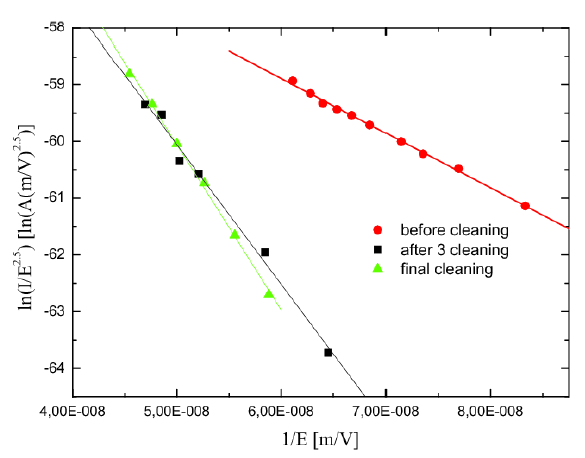 -58
-59
-60
-61
-62
-63
-64
ln(I/E^2.5) [ln(A(m/V)^2.5)]
before cleaning
after 3 cleaning
final cleaning
4,00E-008 5,00E-008 6,00E-008 7,00E-008 8,00E-008
1/E [m/V]